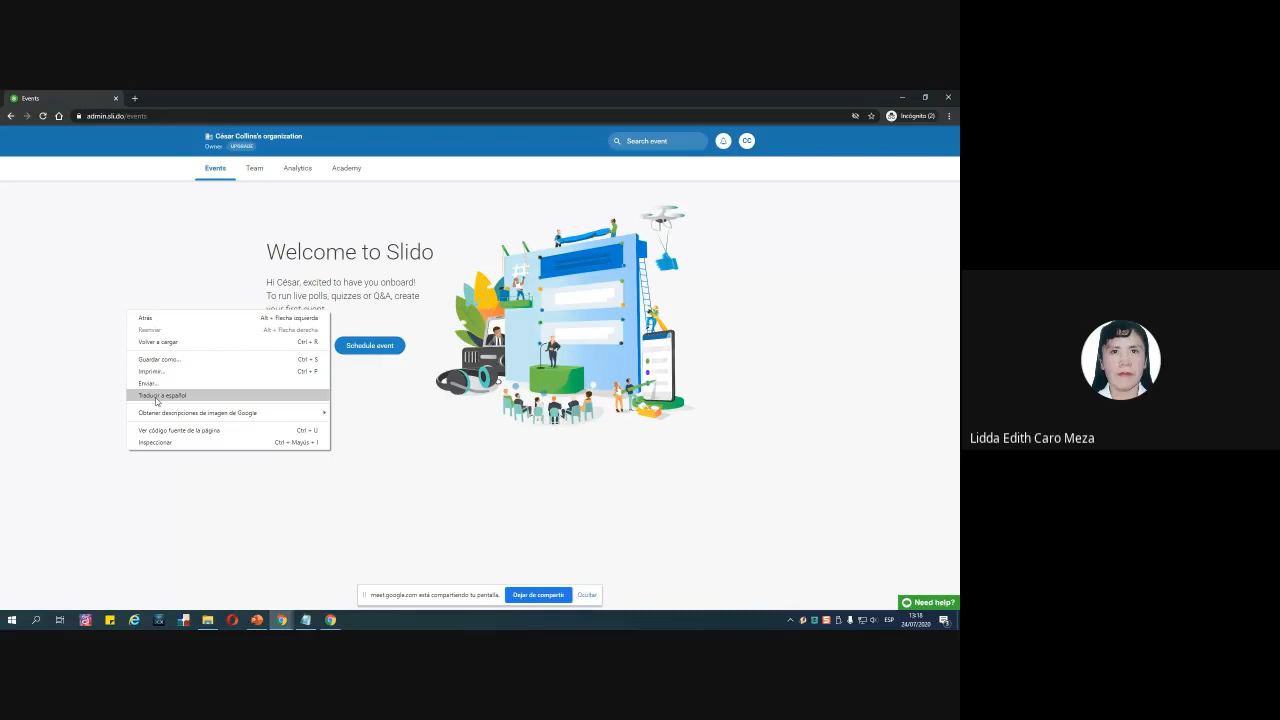 Events
admin.sli.do/events
Incógnito (2)
César Collins's organization
Owner UPGRADE
Search event
CC
Events Team Analytics Academy
Welcome to Slido
Hi César, excited to have you onboard!
To run live polls, quizzes or Q&A, create
your first event.
Schedule event
Atrás Alt + Flecha izquierda
Reenviar Alt + Flecha derecha
Volver a cargar Ctrl + R
Guardar como... Ctrl + S
Imprimir... Ctrl + P
Enviar...
Traducir a español
Obtener descripciones de imagen de Google
Ver código fuente de la página Ctrl + U
Inspeccionar Ctrl + Mayús + I
Lidda Edith Caro Meza
meet.google.com está compartiendo tu pantalla.
Dejar de compartir
Ocultar
Need help?
ESP
13:18
24/07/2020